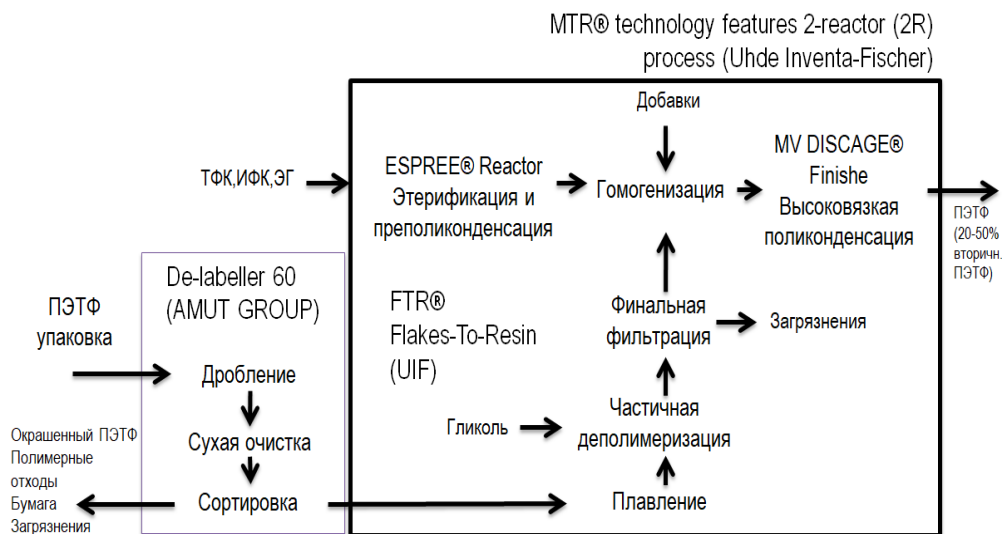 MTR® technology features 2-reactor (2R)
process (Uhde Inventa-Fischer)
Добавки
ТФК,ИФК,ЭГ
ESPREE® Reactor
Этерификация и
преполиконденсация
Гомогенизация
MV DISCAGE®
Finishe
Высоковязкая
поликонденсация
ПЭТФ
(20-50%
вторичн.
ПЭТФ)
De-labeller 60
(AMUT GROUP)
ПЭТФ
упаковка
Дробление
Сухая очистка
Сортировка
Окрашенный ПЭТФ
Полимерные
отходы
Бумага
Загрязнения
FTR®
Flakes-To-Resin
(UIF)
Финальная
фильтрация
Загрязнения
Гликоль
Частичная
деполимеризация
Плавление